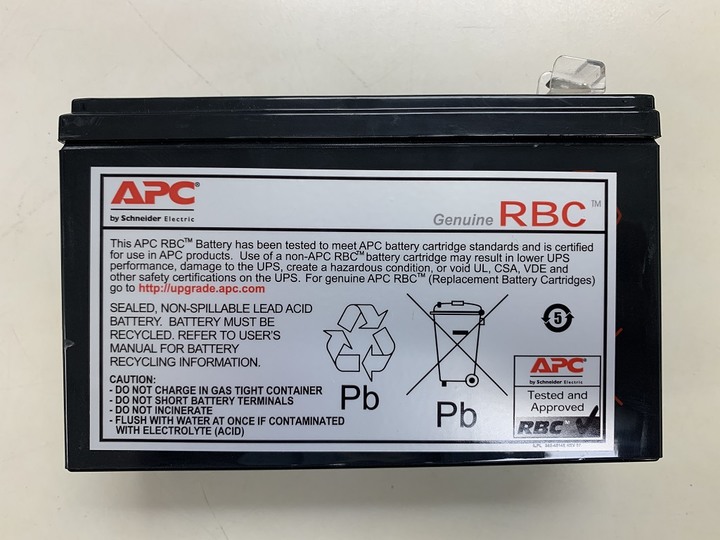 APC®
by Schneider Electric
Genuine RBC™
This APC RBC™ Battery has been tested to meet APC battery cartridge standards and is certified
for use in APC products. Use of a non-APC RBC™ battery cartridge may result in lower UPS
performance, damage to the UPS, create a hazardous condition, or void UL, CSA, VDE and
other safety certifications on the UPS. For genuine APC RBC™ (Replacement Battery Cartridges)
go to http://upgrade.apc.com
SEALED, NON-SPILLABLE LEAD ACID
BATTERY. BATTERY MUST BE
RECYCLED. REFER TO USER'S
MANUAL FOR BATTERY
RECYCLING INFORMATION.
CAUTION:
- DO NOT CHARGE IN GAS TIGHT CONTAINER
- DO NOT SHORT BATTERY TERMINALS
- DO NOT INCINERATE
- FLUSH WITH WATER AT ONCE IF CONTAMINATED
WITH ELECTROLYTE (ACID)
Pb
Pb
5
APC®
by Schneider Electric
Tested and
Approved
RBC™